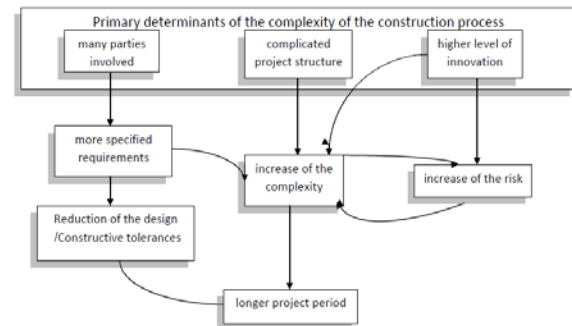 Primary determinants of the complexity of the construction process
many parties
involved
complicated
project structure
higher level of
innovation
more specified
requirements
increase of the
complexity
increase of the risk
Reduction of the design
/Constructive tolerances
longer project period